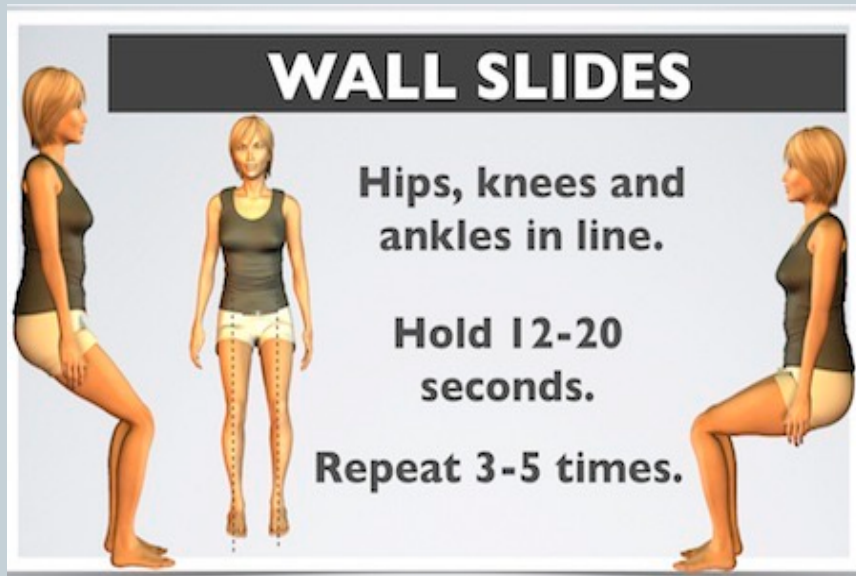 WALL SLIDES
Hips, knees and
ankles in line.
Hold 12-20
seconds.
Repeat 3-5 times.